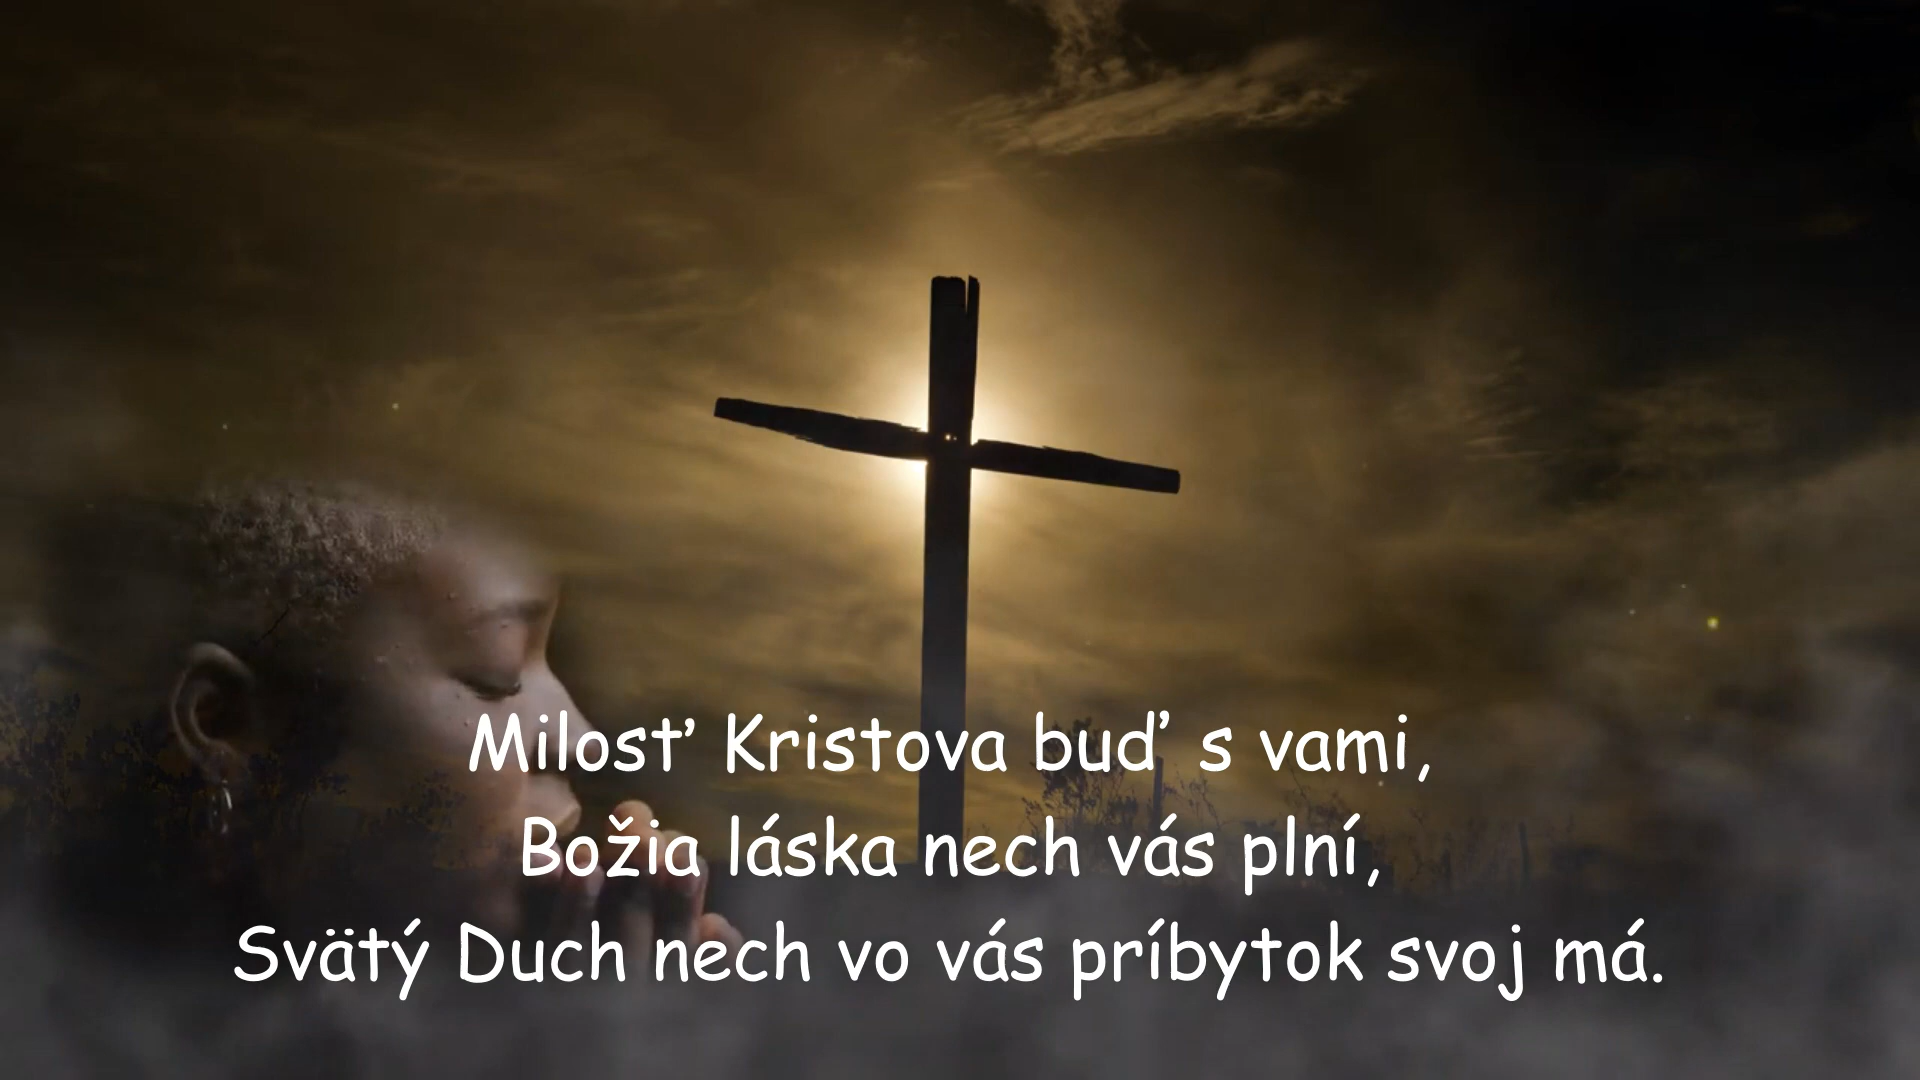 Milosť Kristova buď s vami,
Božia láska nech vás plní,
Svätý Duch nech vo vás príbytok svoj má.